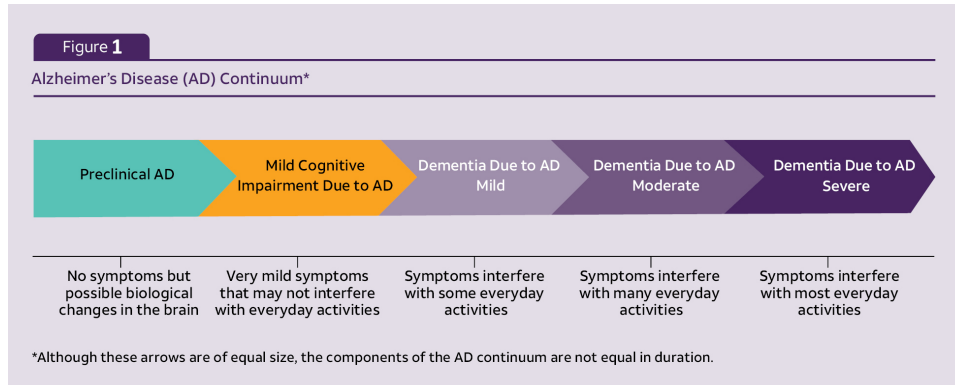 Figure 1
Alzheimer's Disease (AD) Continuum*
Preclinical AD
Mild Cognitive
Impairment Due to AD
Dementia Due to AD
Mild
Dementia Due to AD
Moderate
Dementia Due to AD
Severe
No symptoms but
possible biological
changes in the brain
Very mild symptoms
that may not interfere
with everyday activities
Symptoms interfere
with some everyday
activities
Symptoms interfere
with many everyday
activities
Symptoms interfere
with most everyday
activities
*Although these arrows are of equal size, the components of the AD continuum are not equal in duration.